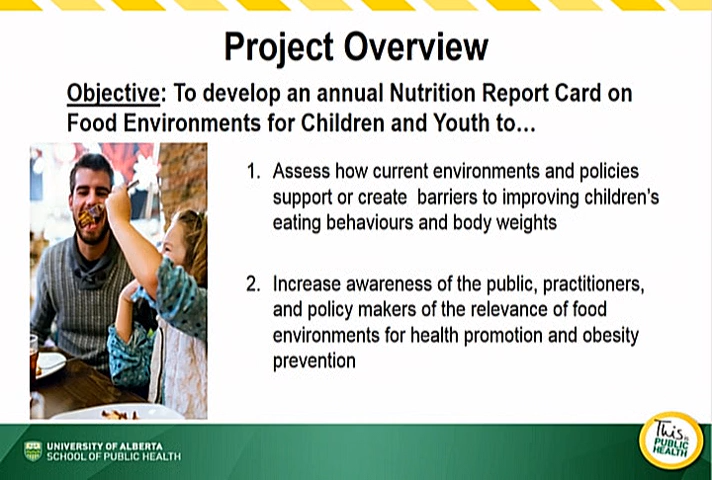 Project Overview
Objective: To develop an annual Nutrition Report Card on
Food Environments for Children and Youth to...
1. Assess how current environments and policies
support or create barriers to improving children's
eating behaviours and body weights
2. Increase awareness of the public, practitioners,
and policy makers of the relevance of food
environments for health promotion and obesity
prevention
UNIVERSITY OF ALBERTA
SCHOOL OF PUBLIC HEALTH
This is
PUBLIC
HEALTH